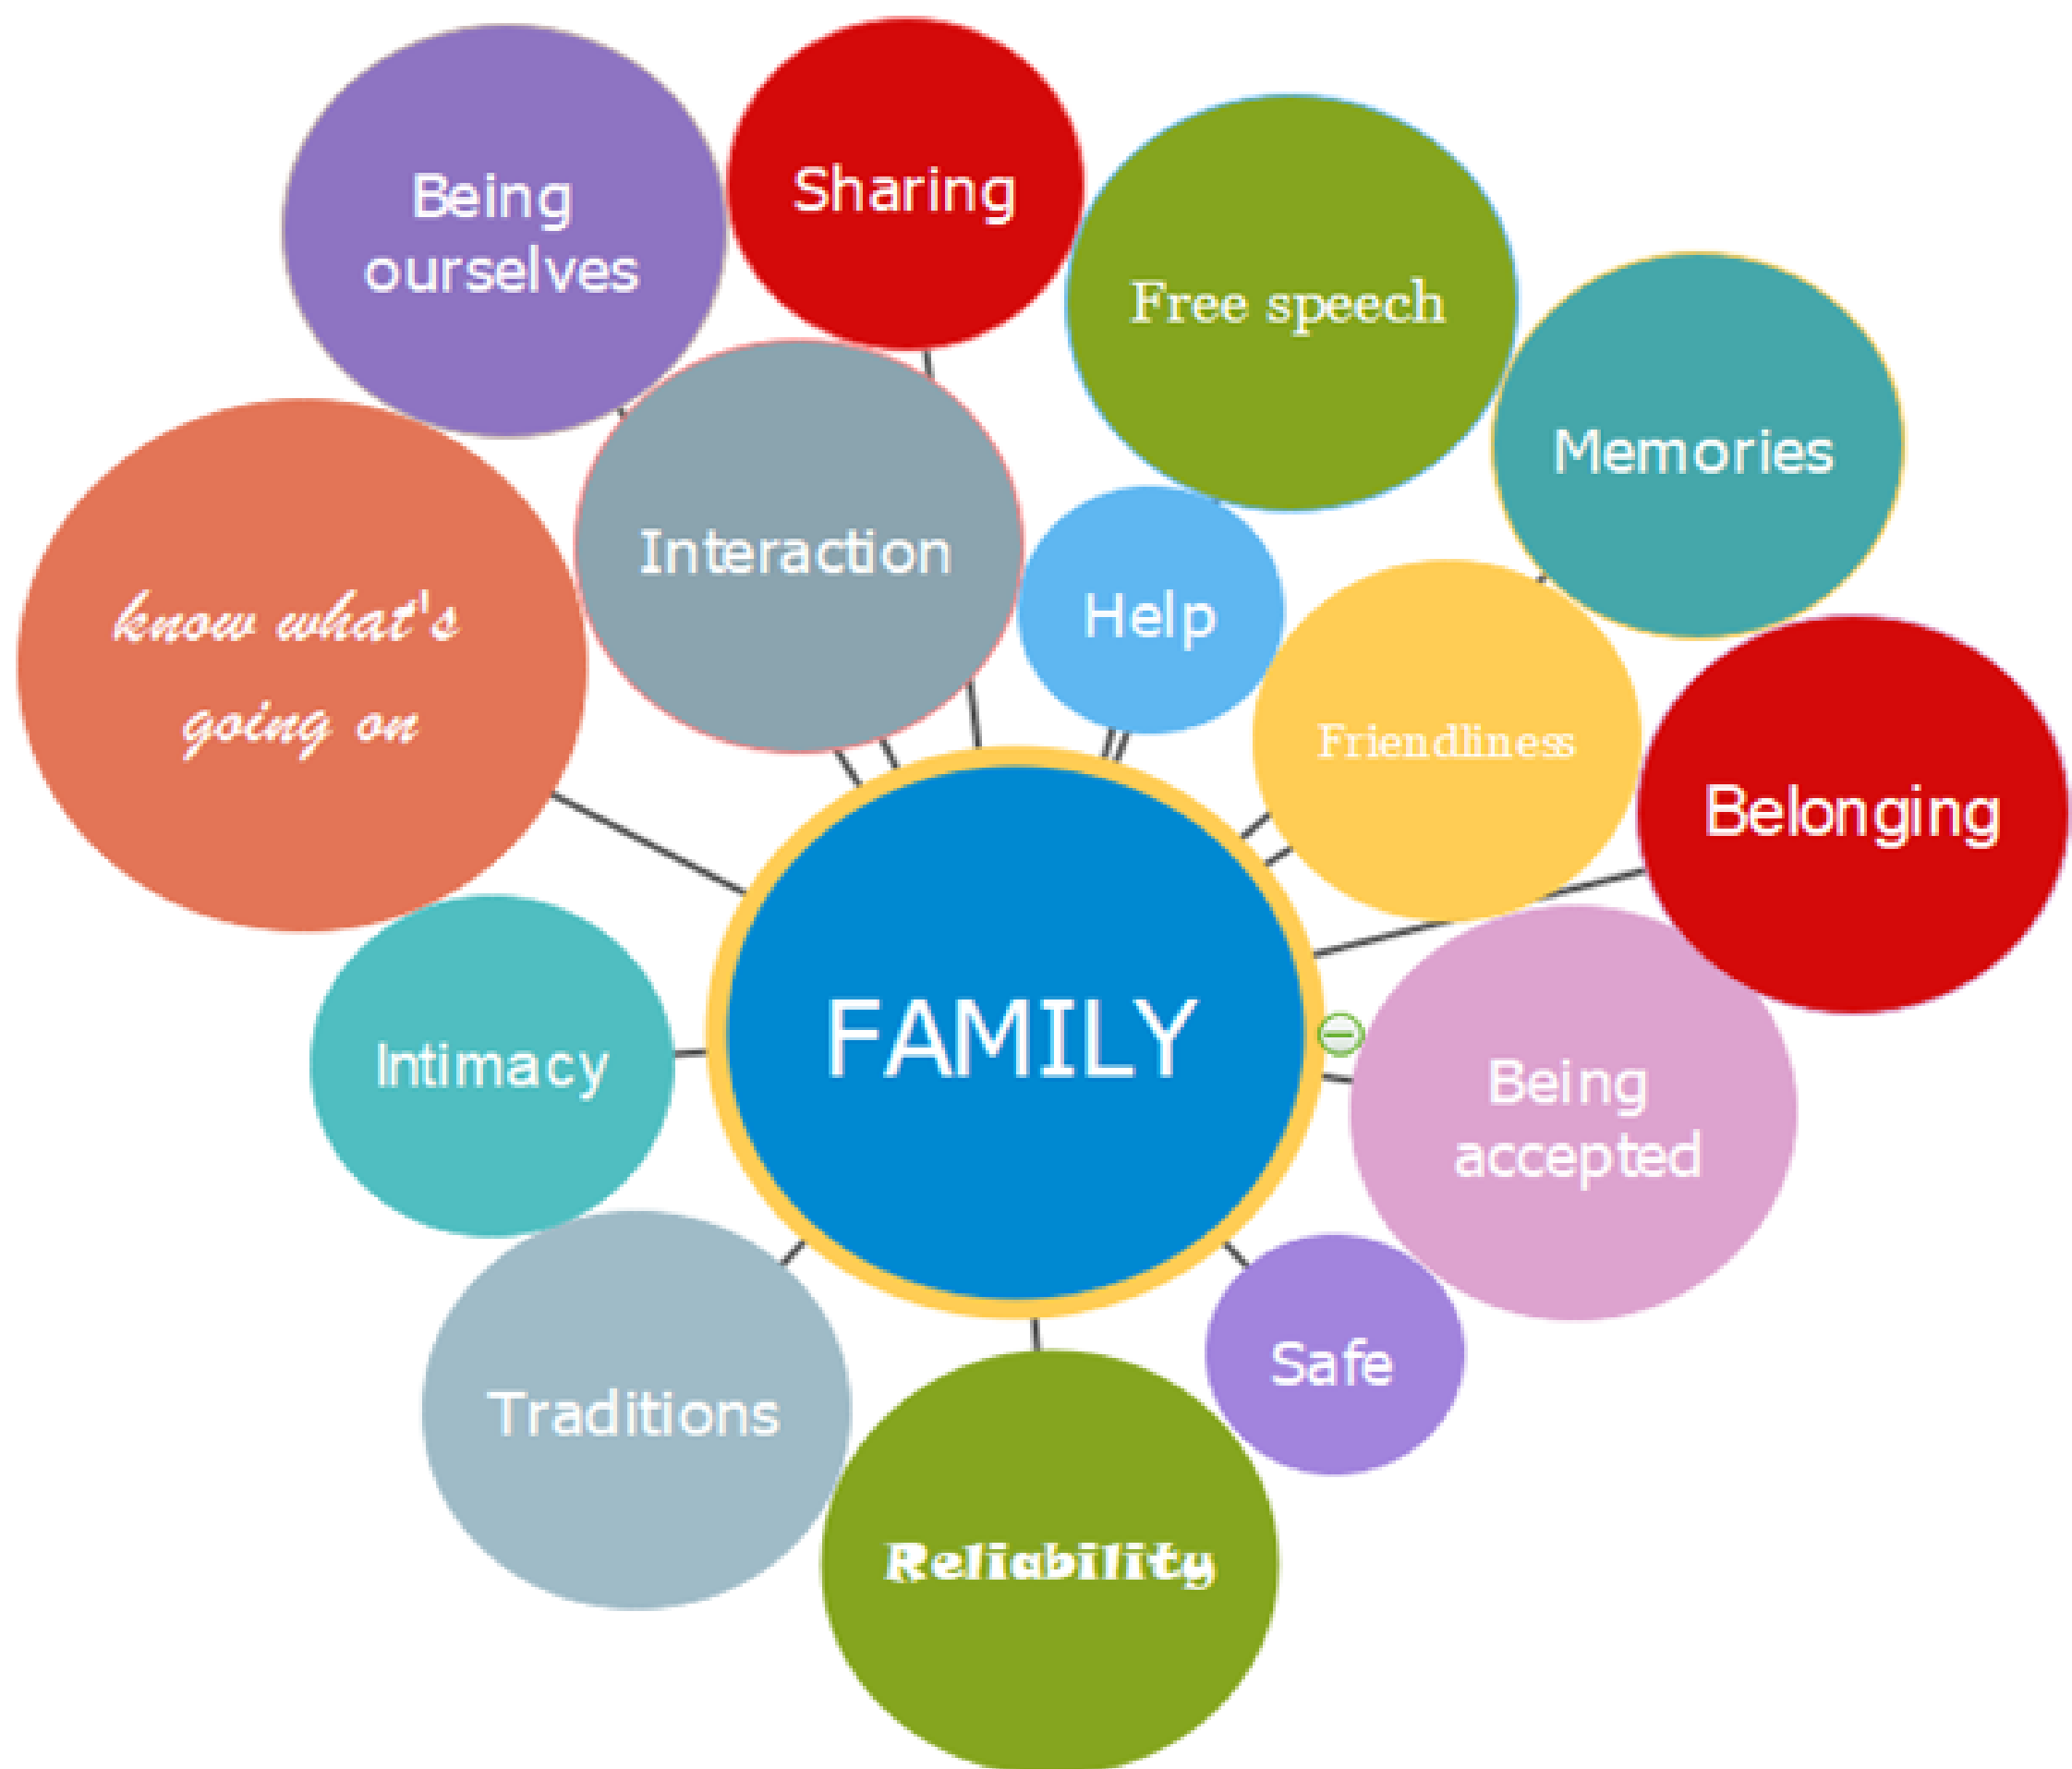 Being
ourselves
Sharing
Free speech
Memories
Interaction
Help
know what's
going on
Friendliness
Belonging
FAMILY
Intimacy
Being
accepted
Safe
Traditions
Reliability